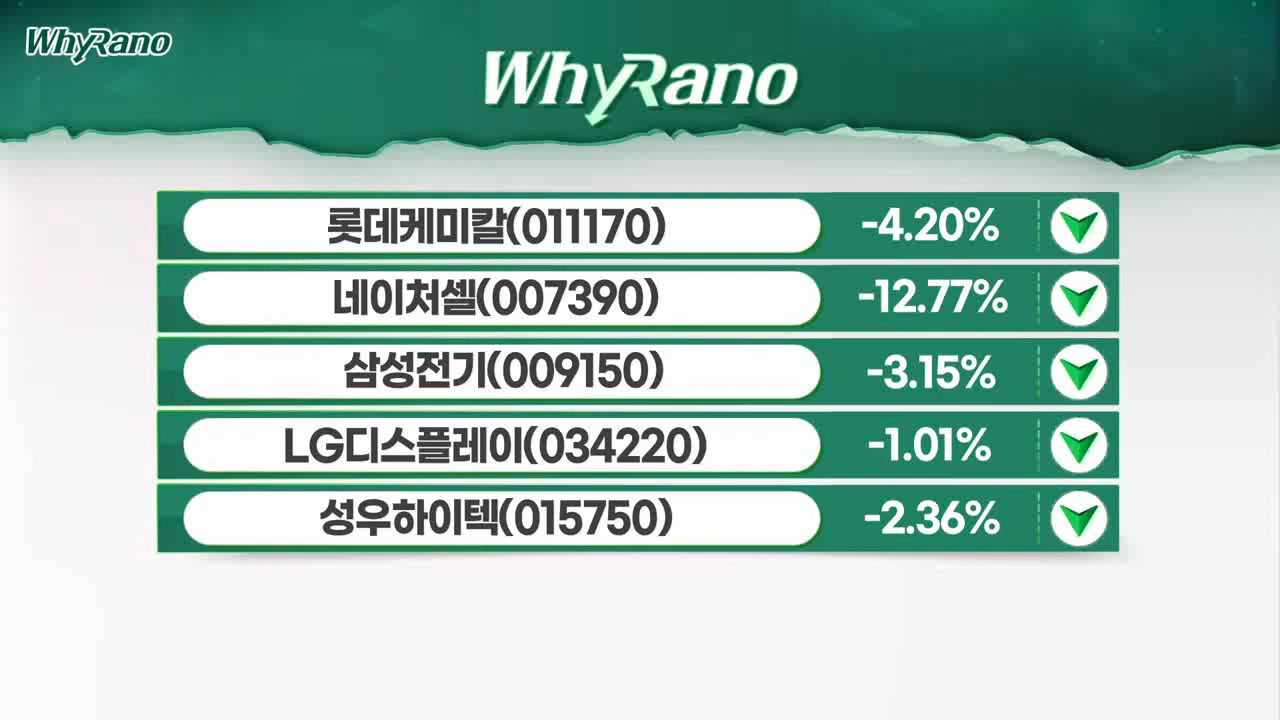 WhyRano
WhyRano
롯데케미칼(011170) -4.20%
네이처셀(007390) -12.77%
삼성전기(009150) -3.15%
LG디스플레이(034220) -1.01%
성우하이텍(015750) -2.36%